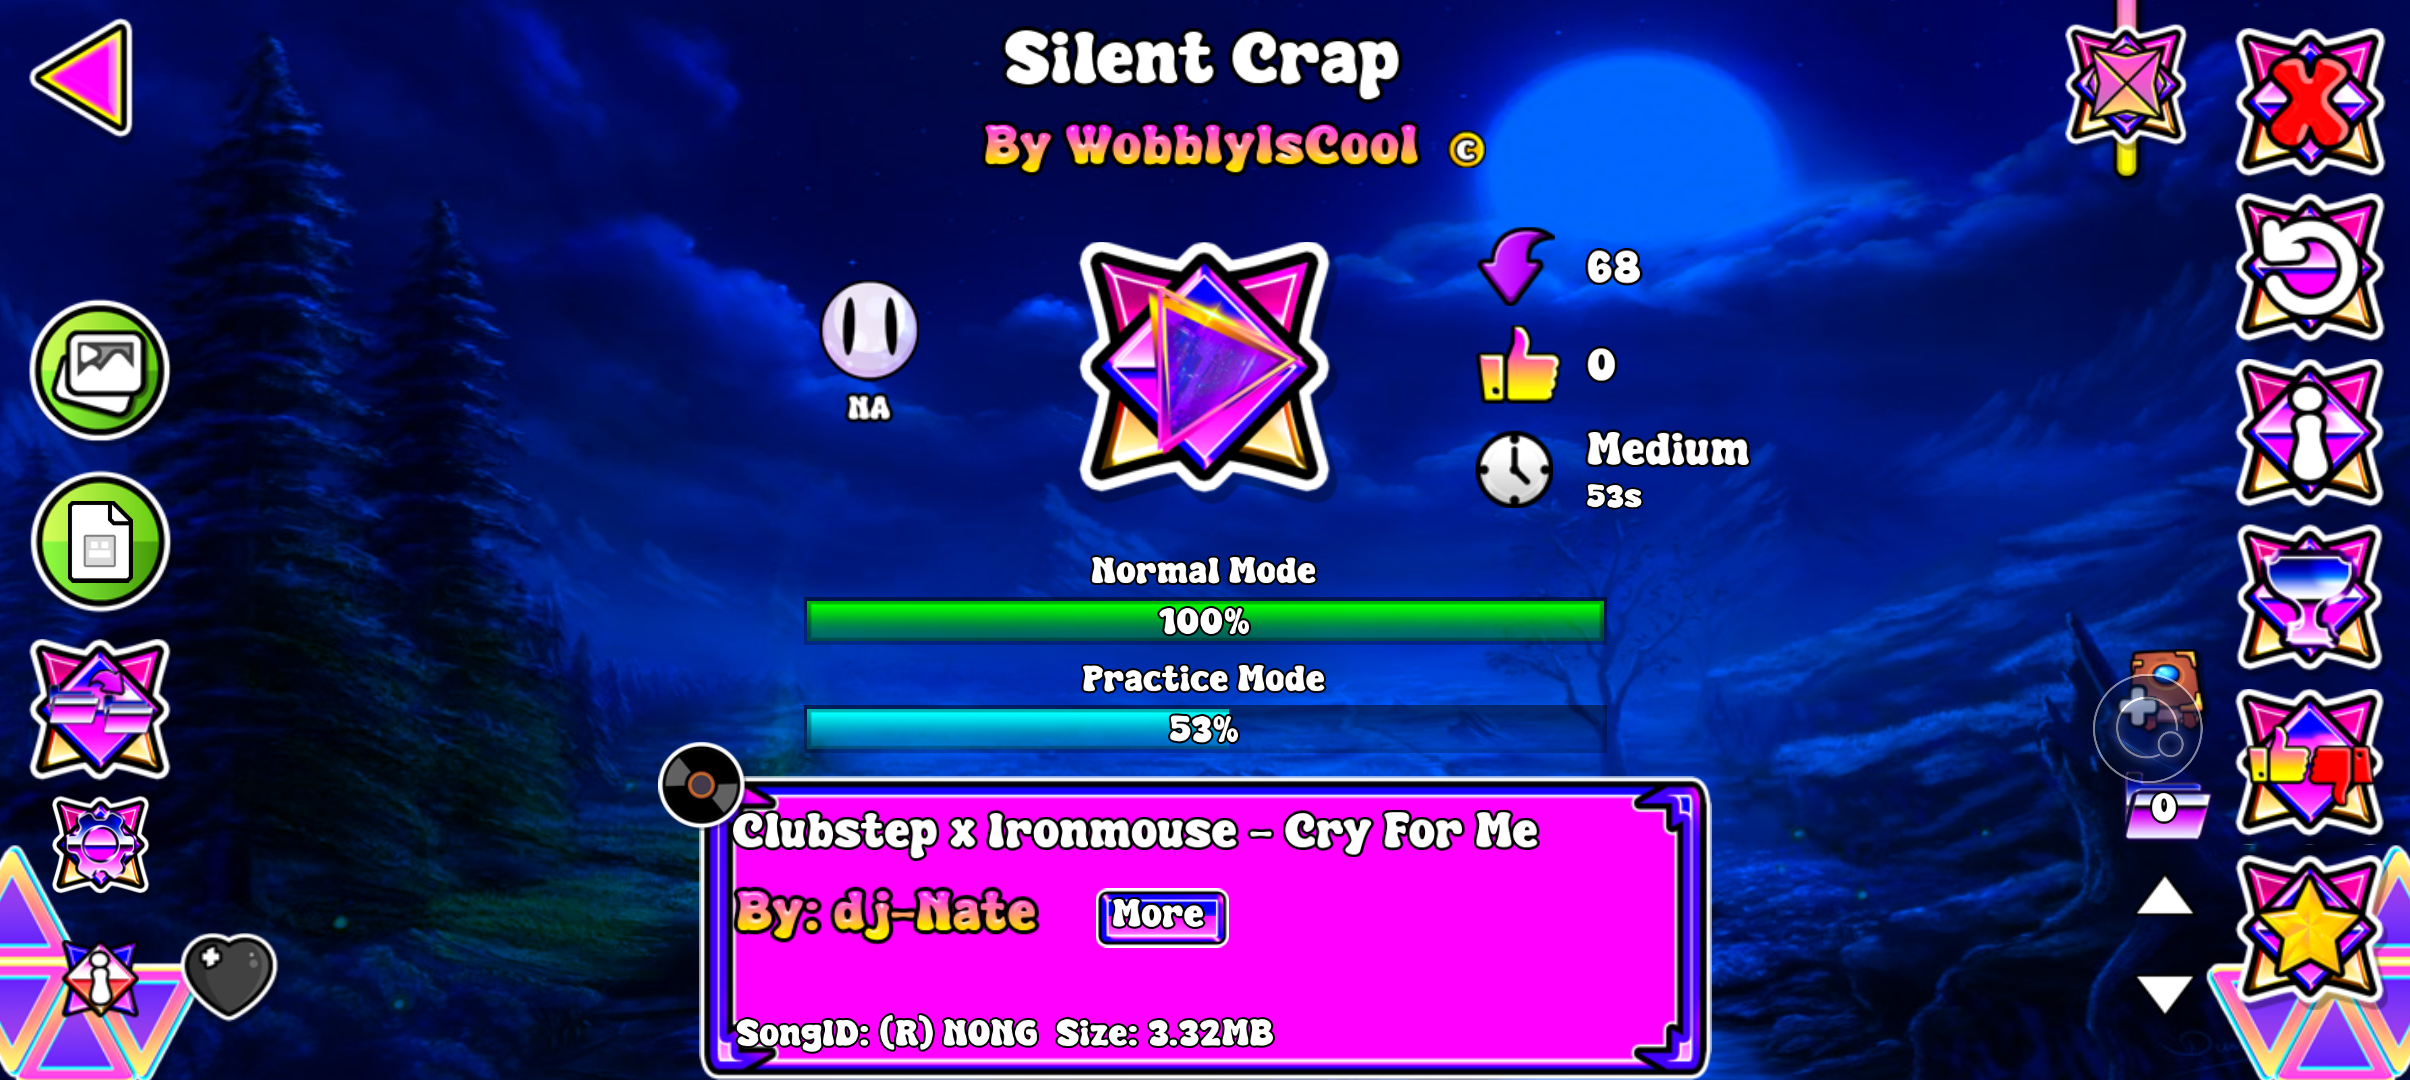 Silent Crap
By WobblyIsCool ©
68
NA
0
Medium
53s
Normal Mode
100%
Practice Mode
53%
Clubstep x Ironmouse - Cry For Me
By: dj-Nate More
SongID: (R) NONG Size: 3.32MB
0